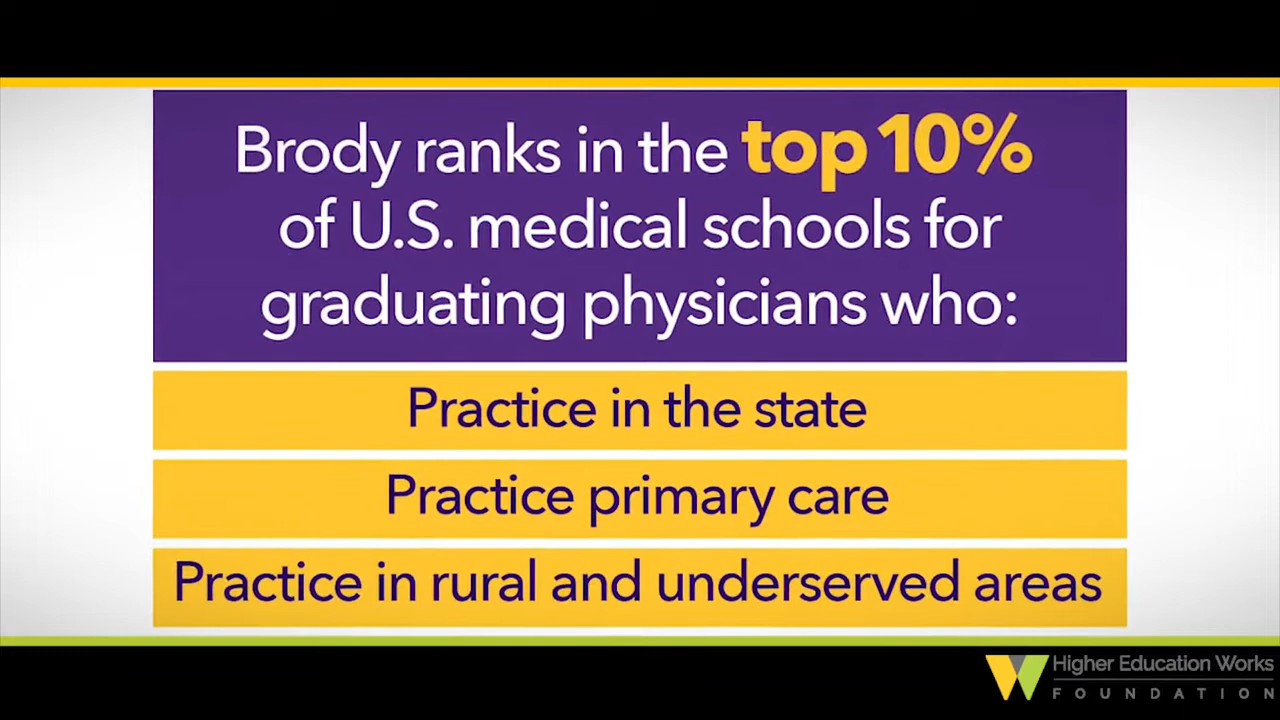 Brody ranks in the top 10%
of U.S. medical schools for
graduating physicians who:
Practice in the state
Practice primary care
Practice in rural and underserved areas
Higher Education Works
FOUNDATION